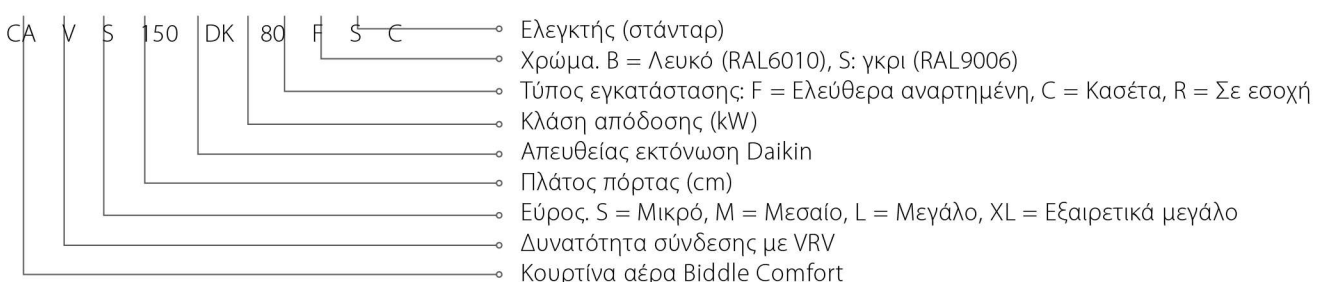 CA V S 150 DK 80 F S C
Ελεγκτής (στάνταρ)
Χρώμα. B = Λευκό (RAL6010), S: γκρι (RAL9006)
Τύπος εγκατάστασης: F = Ελεύθερα αναρτημένη, C = Κασέτα, R = Σε εσοχή
Κλάση απόδοσης (kW)
Απευθείας εκτόνωση Daikin
Πλάτος πόρτας (cm)
Εύρος. S = Μικρό, M = Μεσαίο, L = Μεγάλο, XL = Εξαιρετικά μεγάλο
Δυνατότητα σύνδεσης με VRV
Κουρτίνα αέρα Biddle Comfort